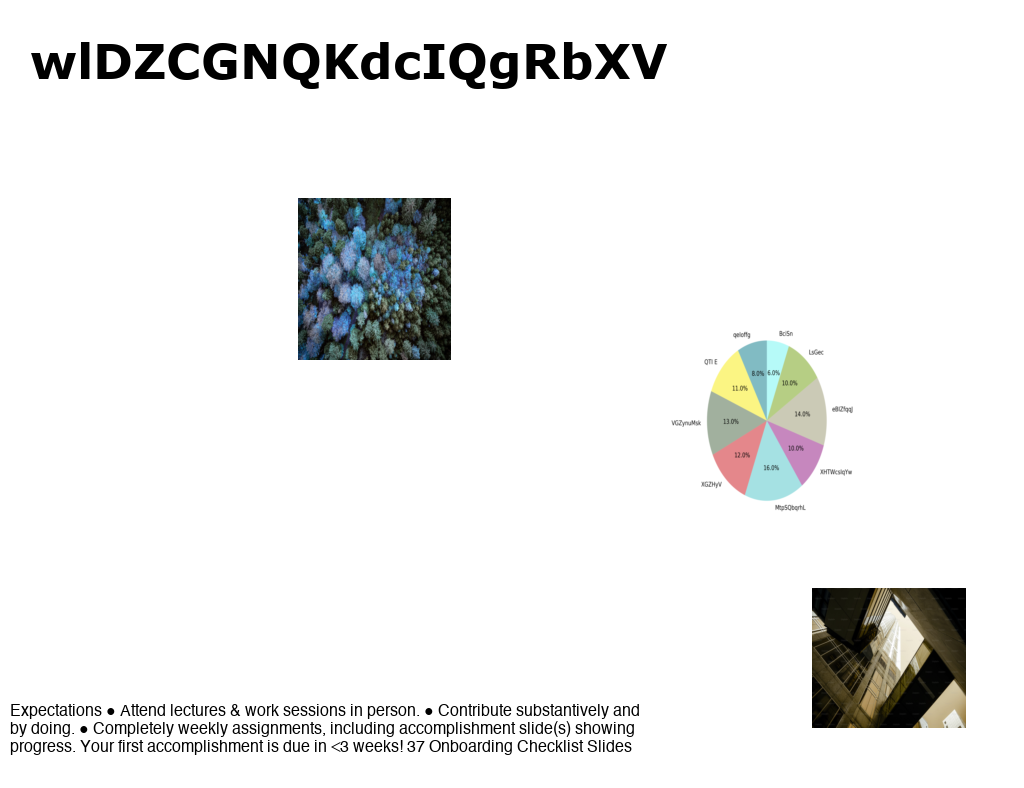 wlDZCGNQKdcIQgRbXV
qeloffg
BclSn
LsGec
QTl E
8.0%
6.0%
10.0%
11.0%
eBlZfqqJ
14.0%
VGZynuMsk
13.0%
10.0%
12.0%
XHTWcsIqYw
16.0%
XGZHyV
MtpSQbqrhL
Expectations ● Attend lectures & work sessions in person. ● Contribute substantively and
by doing. ● Completely weekly assignments, including accomplishment slide(s) showing
progress. Your first accomplishment is due in <3 weeks! 37 Onboarding Checklist Slides